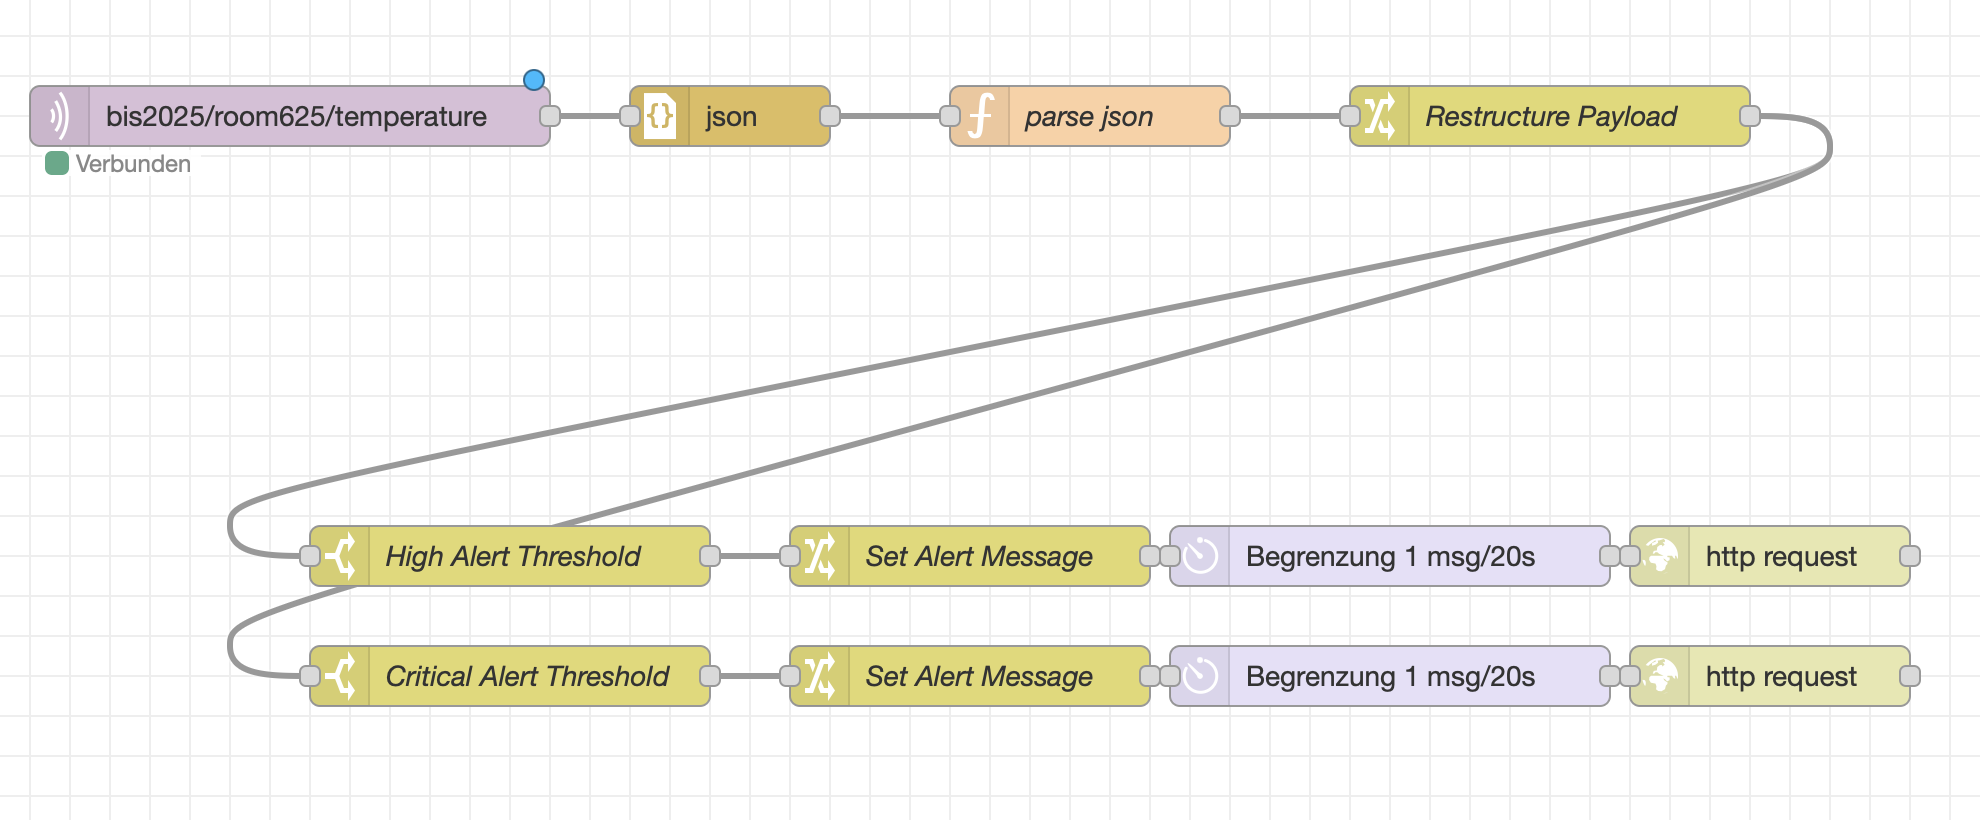 bis2025/room625/temperature
json
parse json
Restructure Payload
Verbunden
High Alert Threshold
Set Alert Message
Begrenzung 1 msg/20s
http request
Critical Alert Threshold
Set Alert Message
Begrenzung 1 msg/20s
http request